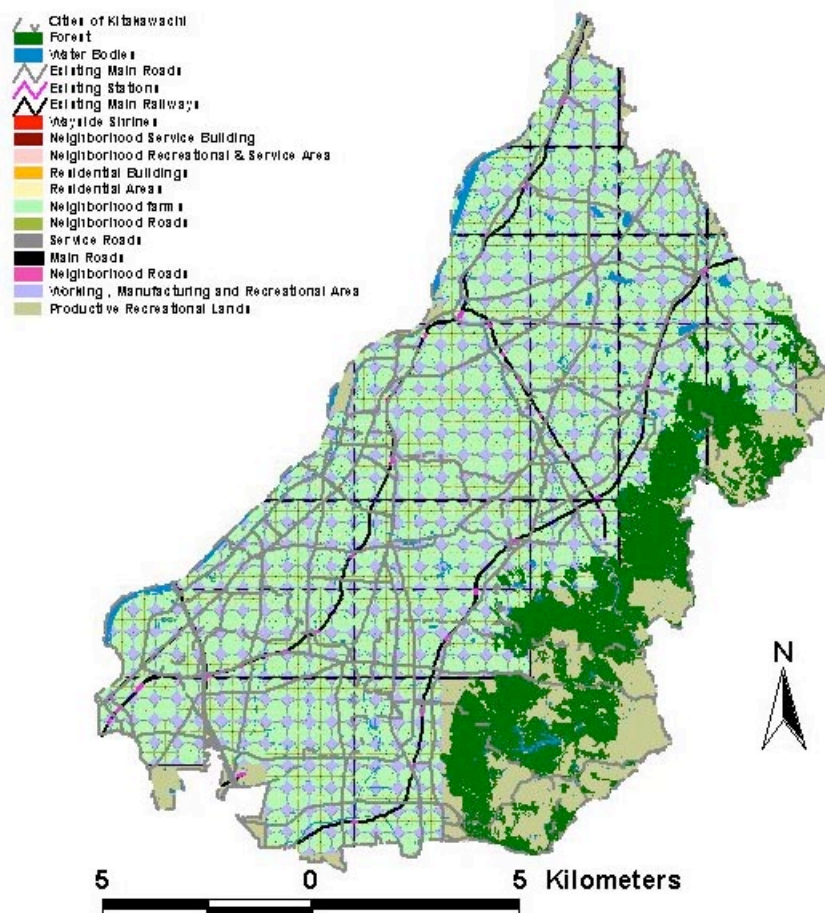 Cities of Kitakawachi
Forest
Water Bodies
Existing Main Roads
Existing Stations
Existing Main Railways
Wayside Shrines
Neighborhood Service Building
Neighborhood Recreational & Service Area
Residential Buildings
Residential Areas
Neighborhood farms
Neighborhood Roads
Service Roads
Main Roads
Neighborhood Roads
Working , Manufacturing and Recreational Area
Productive Recreational Lands
N
5 0 5 Kilometers